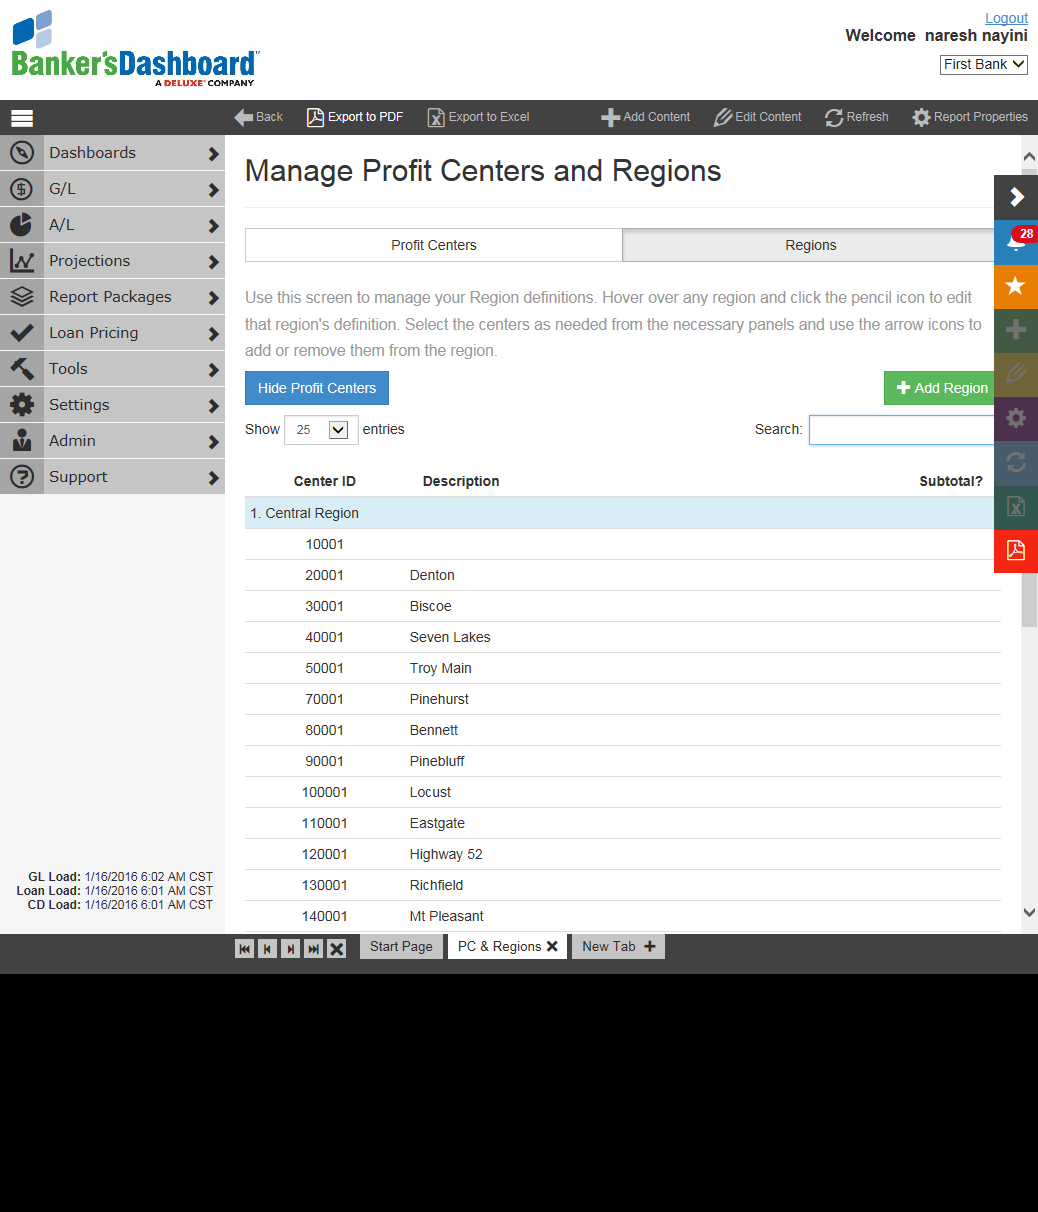 Logout
Welcome naresh nayini
First Bank
Banker'sDashboard
A DELUXE COMPANY
Back Export to PDF Export to Excel Add Content Edit Content Refresh Report Properties
Dashboards
G/L
A/L
Projections
Report Packages
Loan Pricing
Tools
Settings
Admin
Support
GL Load: 1/16/2016 6:02 AM CST
Loan Load: 1/16/2016 6:01 AM CST
CD Load: 1/16/2016 6:01 AM CST
Manage Profit Centers and Regions
Profit Centers Regions
28
Use this screen to manage your Region definitions. Hover over any region and click the pencil icon to edit
that region's definition. Select the centers as needed from the necessary panels and use the arrow icons to
add or remove them from the region.
Hide Profit Centers Add Region
Show 25 entries Search:
Center ID Description Subtotal?
1. Central Region
10001
20001 Denton
30001 Biscoe
40001 Seven Lakes
50001 Troy Main
70001 Pinehurst
80001 Bennett
90001 Pinebluff
100001 Locust
110001 Eastgate
120001 Highway 52
130001 Richfield
140001 Mt Pleasant
Start Page PC & Regions New Tab